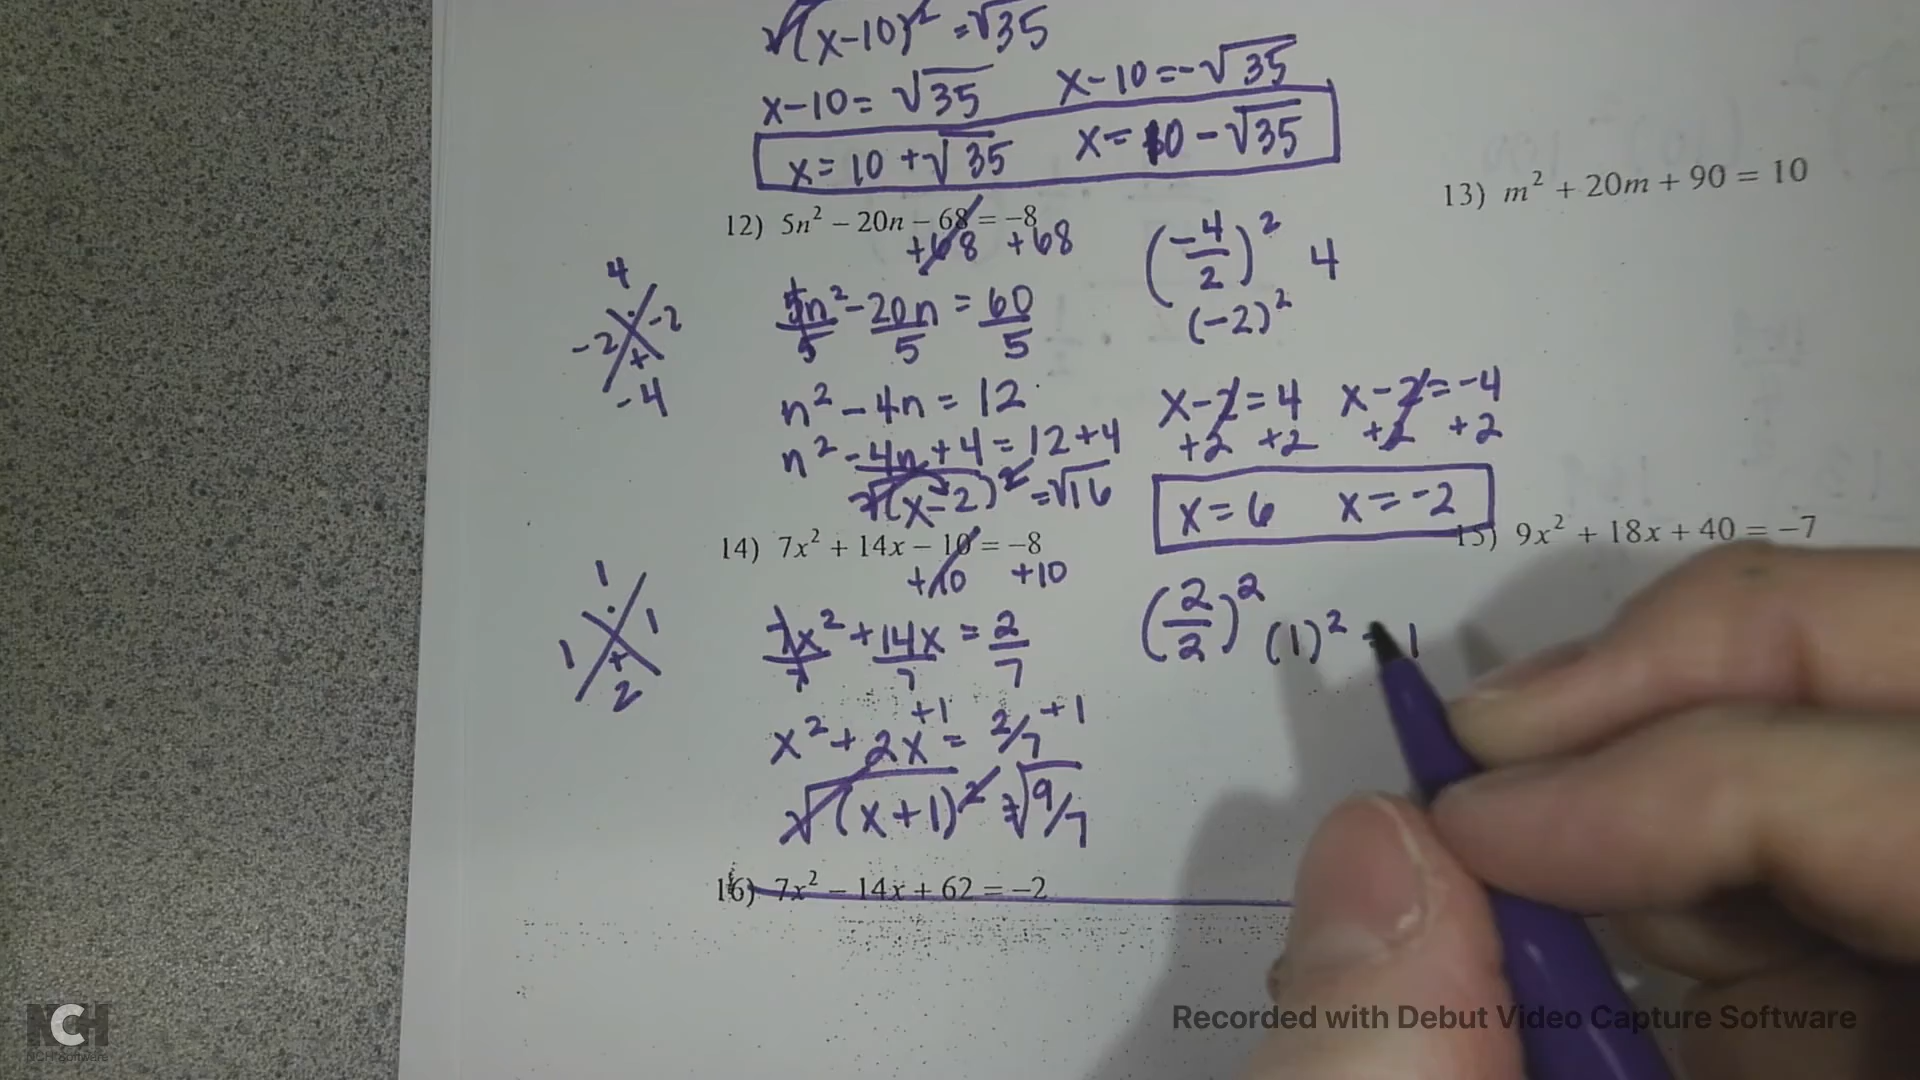 √(x-10)² = √35
x-10 = √35 x-10 = -√35
x = 10 + √35 x = 10 - √35
12) 5n² − 20n − 68 = −8
+68 +68
5n²/5 - 20n/5 = 60/5
n² - 4n = 12
n² - 4n + 4 = 12+4
√(x-2)² = √16
4
-2 -2
+
-4
(-4/2)² 4
(-2)²
x-2 = 4 x-2 = -4
+2 +2 +2 +2
x = 6 x = -2
13) m² + 20m + 90 = 10
14) 7x² + 14x − 10 = −8
+10 +10
7x²/7 + 14x/7 = 2/7
+1 +1
x² + 2x = 2/7
√(x+1)² = √9/7
1
1 1
+
2
(2/2)² (1)² = 1
15) 9x² + 18x + 40 = −7
16) 7x² − 14x + 62 = −2
NCH
NCH Software
Recorded with Debut Video Capture Software